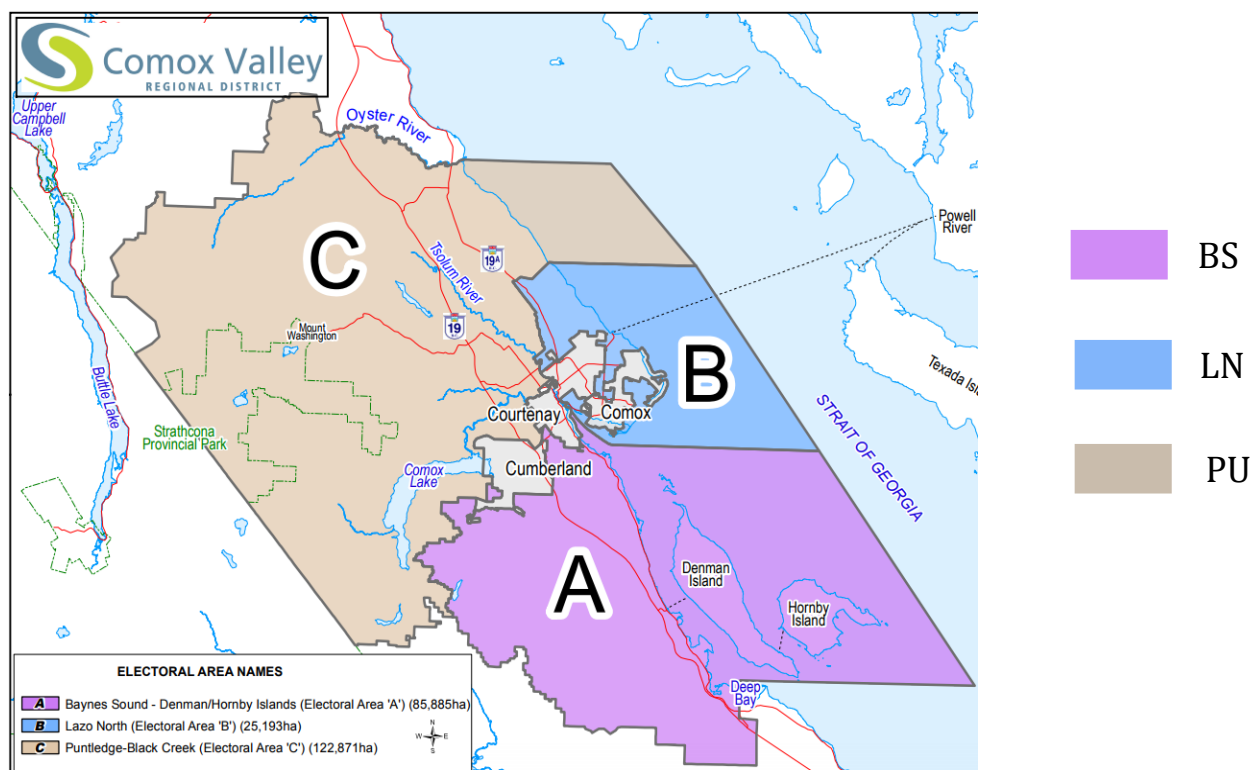 Comox Valley
REGIONAL DISTRICT
Upper
Campbell
Lake
Oyster River
C
Tsolum River
19A
19
Mount
Washington
Powell
River
BS
LN
PU
B
Texada Isl
Buttle Lake
STRAIT OF GEORGIA
Courtenay
Comox
Strathcona
Provincial Park
Comox
Lake
Cumberland
A
Denman
Island
Hornby
Island
Deep
Bay
ELECTORAL AREA NAMES
A Baynes Sound - Denman/Hornby Islands (Electoral Area 'A') (85,885ha)
B Lazo North (Electoral Area 'B') (25,193ha)
C Puntledge-Black Creek (Electoral Area 'C') (122,871ha)
N
W E
S